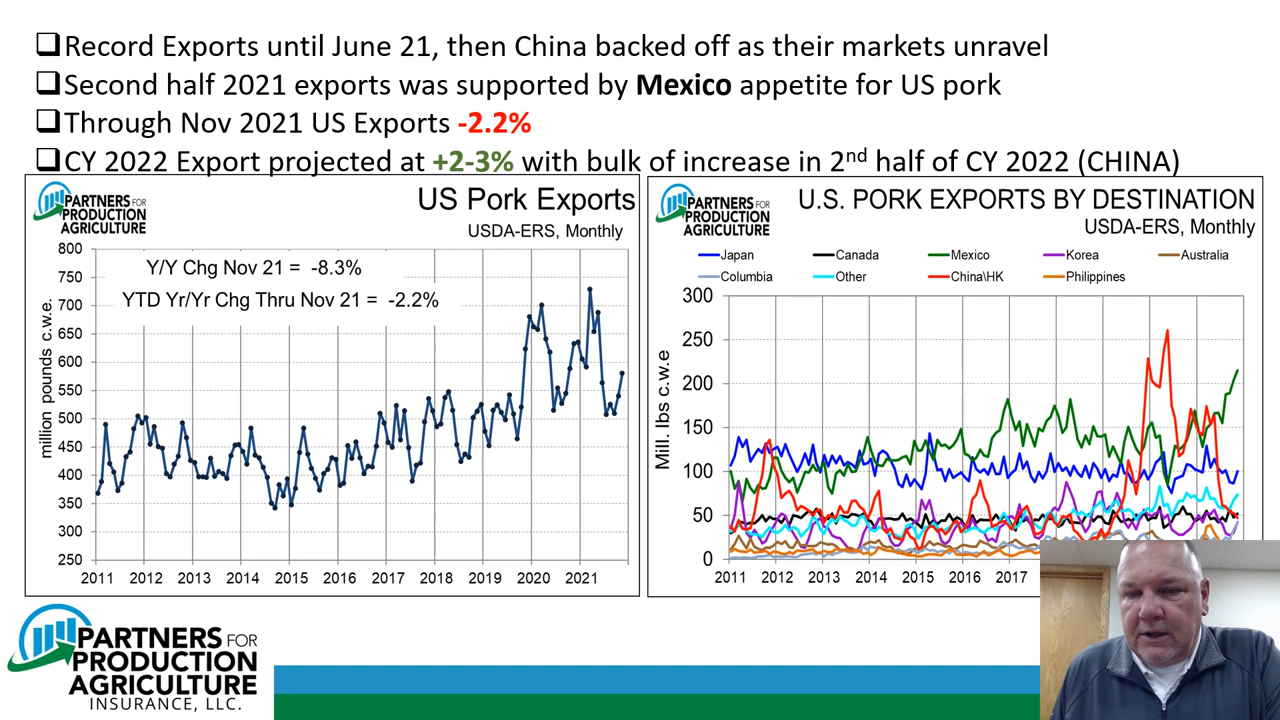 ❑Record Exports until June 21, then China backed off as their markets unravel
❑Second half 2021 exports was supported by Mexico appetite for US pork
❑Through Nov 2021 US Exports -2.2%
❑CY 2022 Export projected at +2-3% with bulk of increase in 2nd half of CY 2022 (CHINA)
PARTNERS FOR
PRODUCTION
AGRICULTURE
US Pork Exports
USDA-ERS, Monthly
Y/Y Chg Nov 21 = -8.3%
YTD Yr/Yr Chg Thru Nov 21 = -2.2%
million pounds c.w.e.
800
750
700
650
600
550
500
450
400
350
300
250
2011 2012 2013 2014 2015 2016 2017 2018 2019 2020 2021
PARTNERS FOR
PRODUCTION
AGRICULTURE
U.S. PORK EXPORTS BY DESTINATION
USDA-ERS, Monthly
Japan Canada Mexico Korea Australia
Columbia Other China\HK Philippines
Mill. lbs c.w.e
300
250
200
150
100
50
0
2011 2012 2013 2014 2015 2016 2017
PARTNERS FOR
PRODUCTION
AGRICULTURE
INSURANCE, LLC.